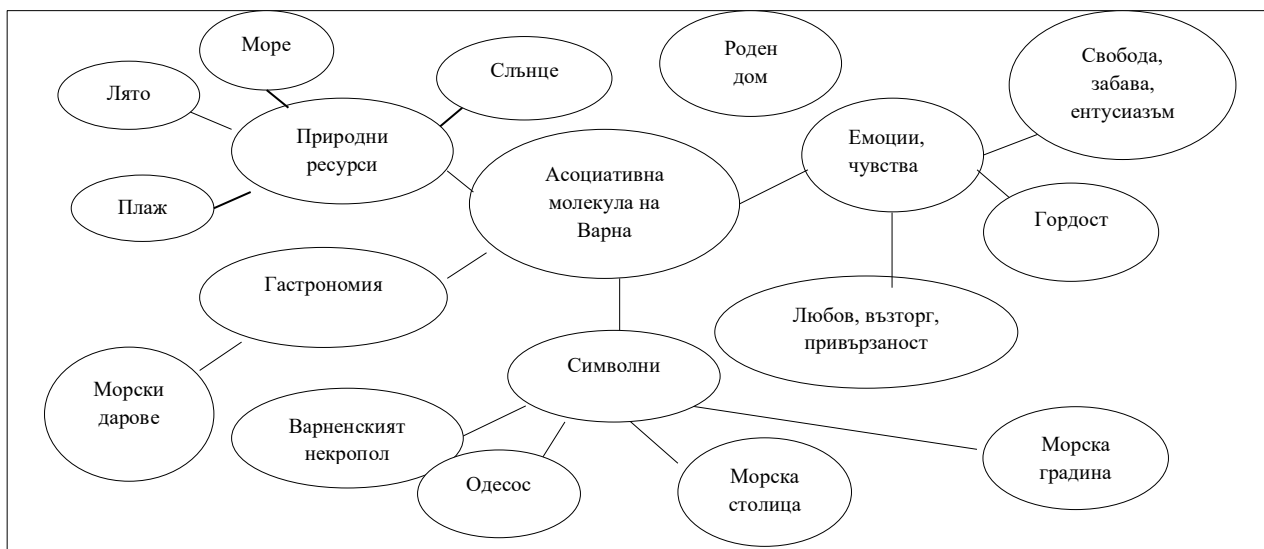 Море
Роден
дом
Свобода,
забава,
ентусиазъм
Слънце
Лято
Природни
ресурси
Емоции,
чувства
Асоциативна
молекула на
Варна
Плаж
Гордост
Гастрономия
Любов, възторг,
привързаност
Символни
Морски
дарове
Варненският
некропол
Одесос
Морска
столица
Морска
градина